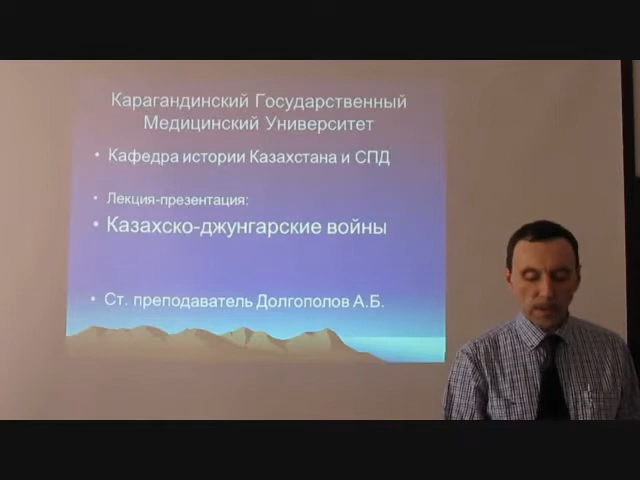 Карагандинский Государственный
Медицинский Университет
• Кафедра истории Казахстана и СПД
• Лекция-презентация:
• Казахско-джунгарские войны
• Ст. преподаватель Долгополов А.Б.